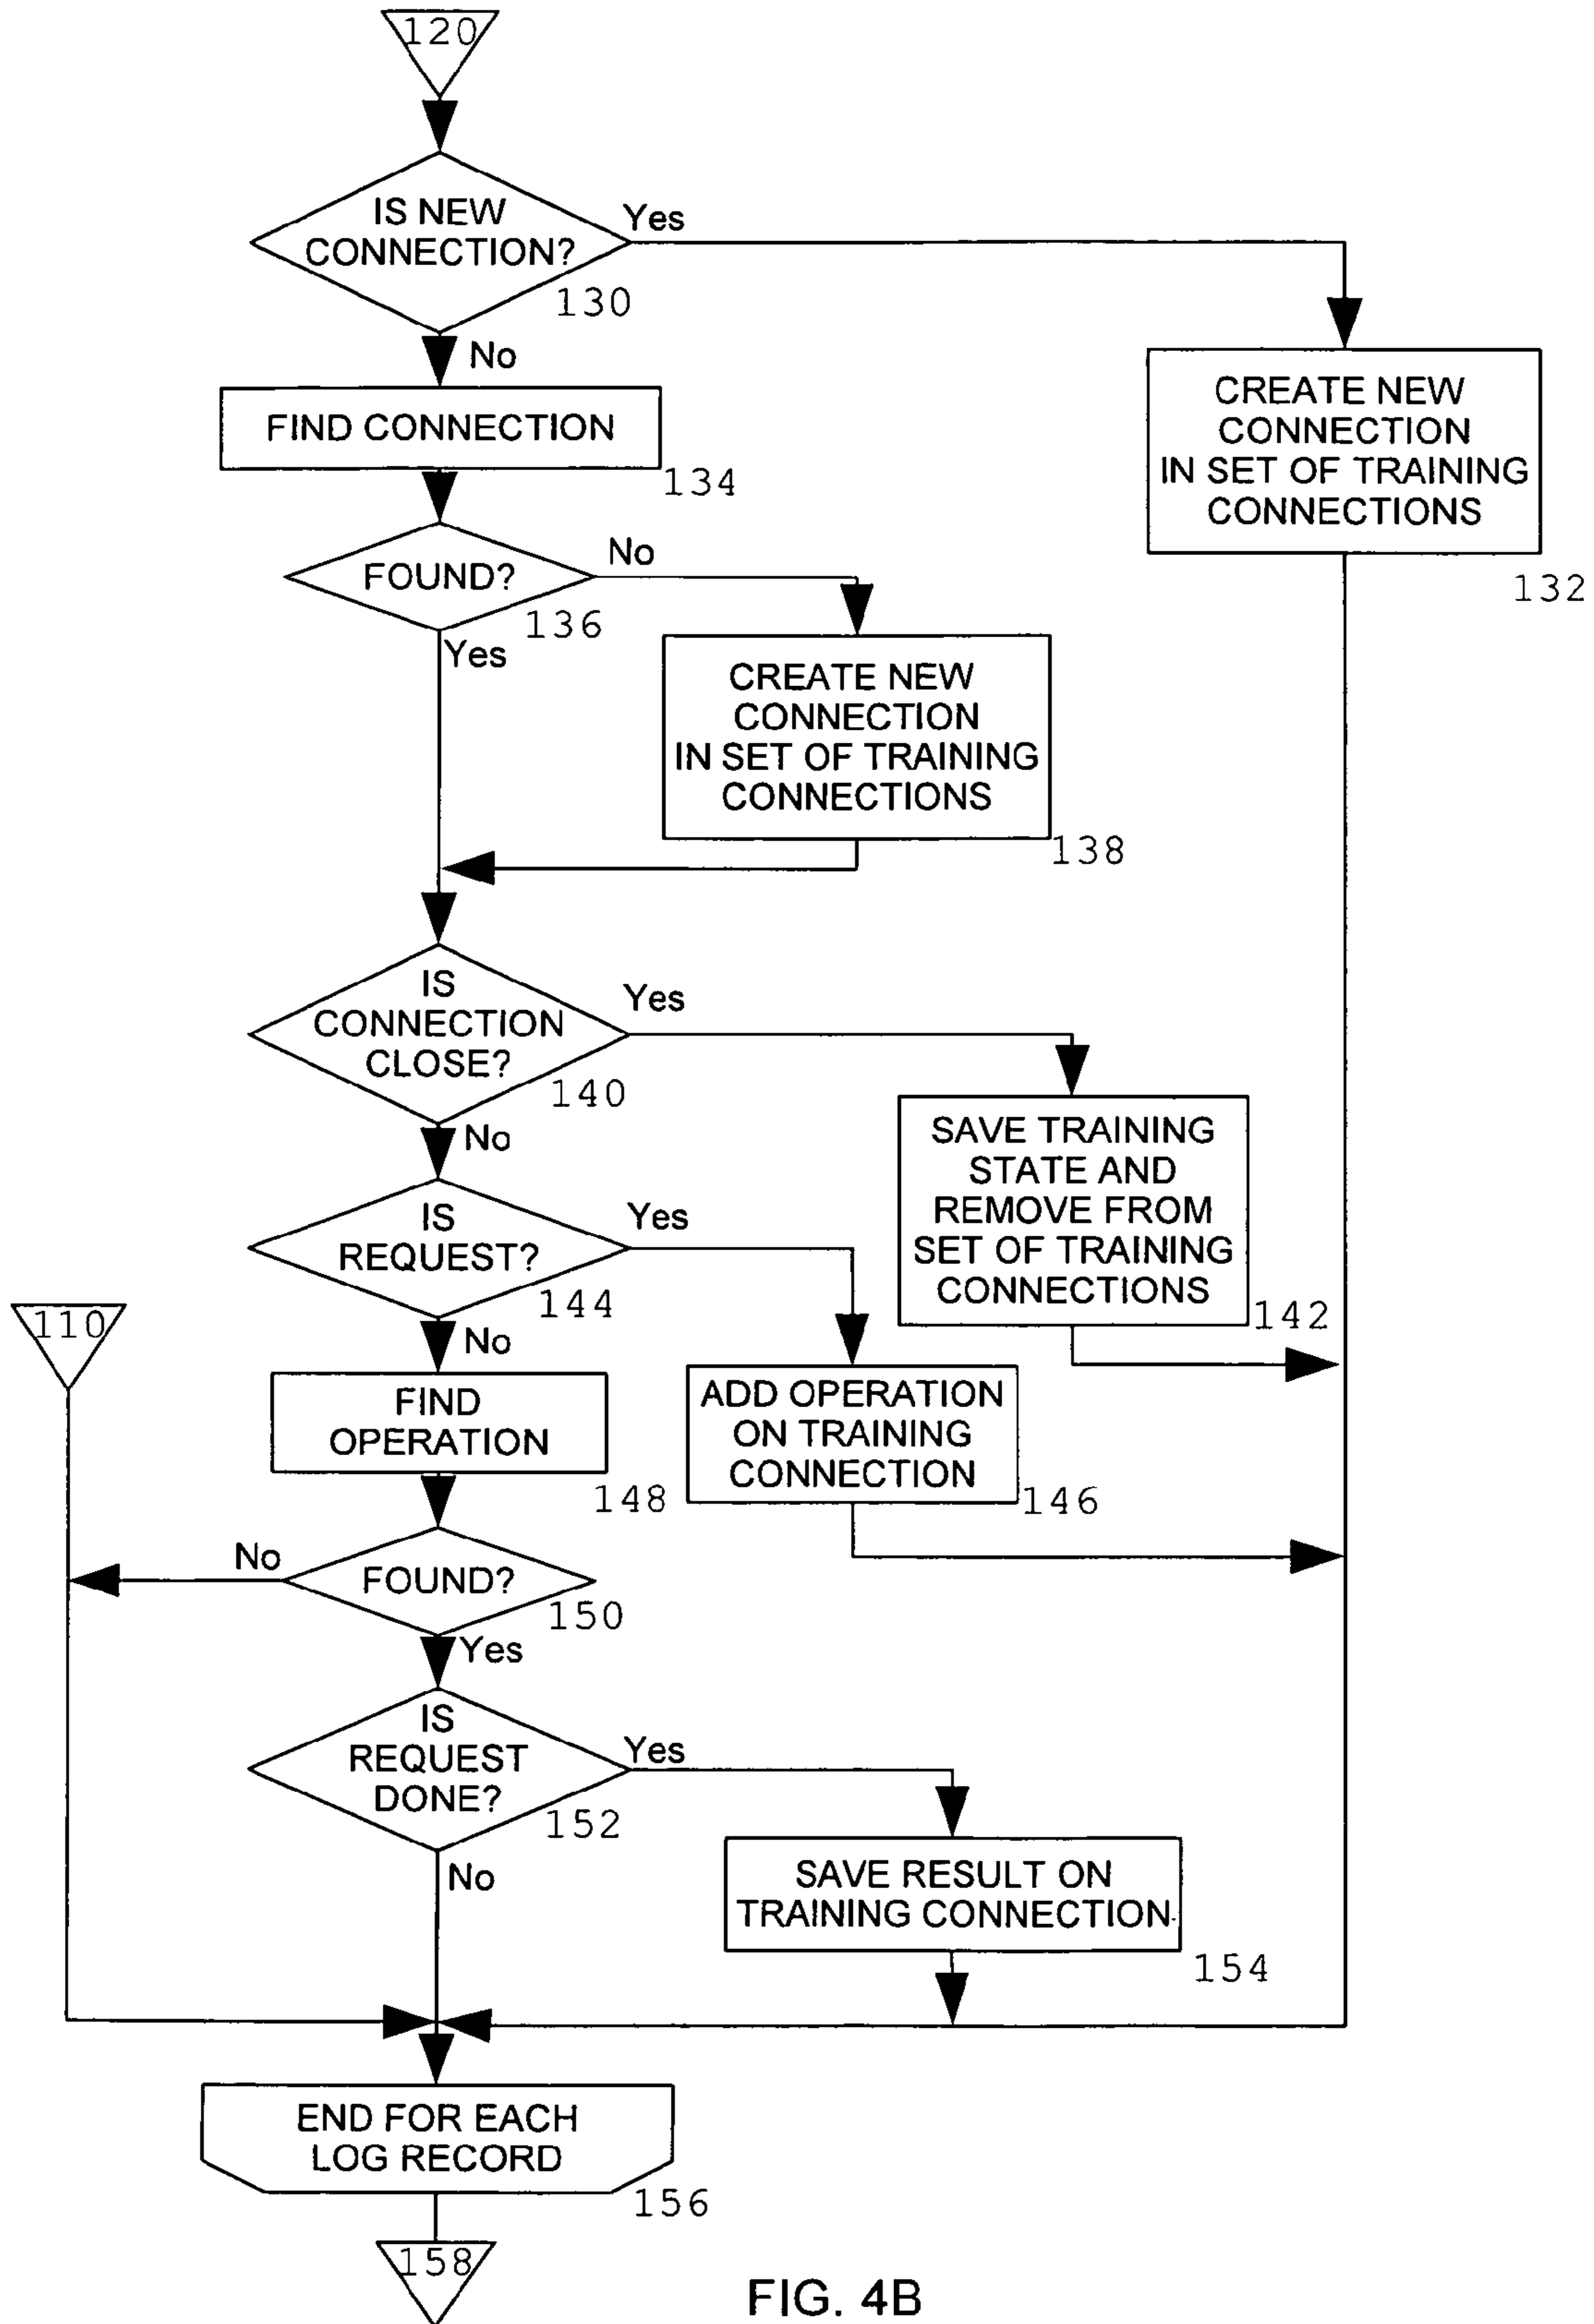 120
IS NEW
CONNECTION?
Yes
130
No
FIND CONNECTION
134
CREATE NEW
CONNECTION
IN SET OF TRAINING
CONNECTIONS
132
FOUND?
No
136
Yes
CREATE NEW
CONNECTION
IN SET OF TRAINING
CONNECTIONS
138
IS
CONNECTION
CLOSE?
Yes
140
No
SAVE TRAINING
STATE AND
REMOVE FROM
SET OF TRAINING
CONNECTIONS
142
IS
REQUEST?
Yes
144
No
110
FIND
OPERATION
148
ADD OPERATION
ON TRAINING
CONNECTION
146
No
FOUND?
150
Yes
IS
REQUEST
DONE?
Yes
152
No
SAVE RESULT ON
TRAINING CONNECTION
154
END FOR EACH
LOG RECORD
156
158
FIG. 4B